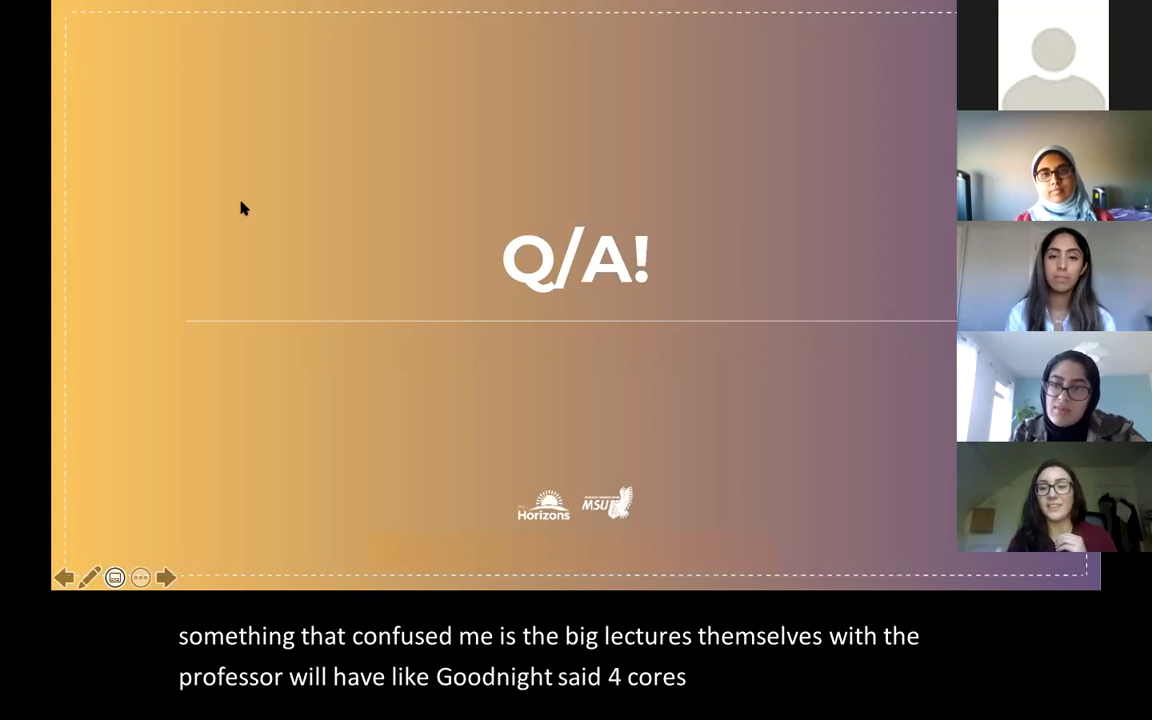 Q/A!
Horizons
MSU
something that confused me is the big lectures themselves with the
professor will have like Goodnight said 4 cores